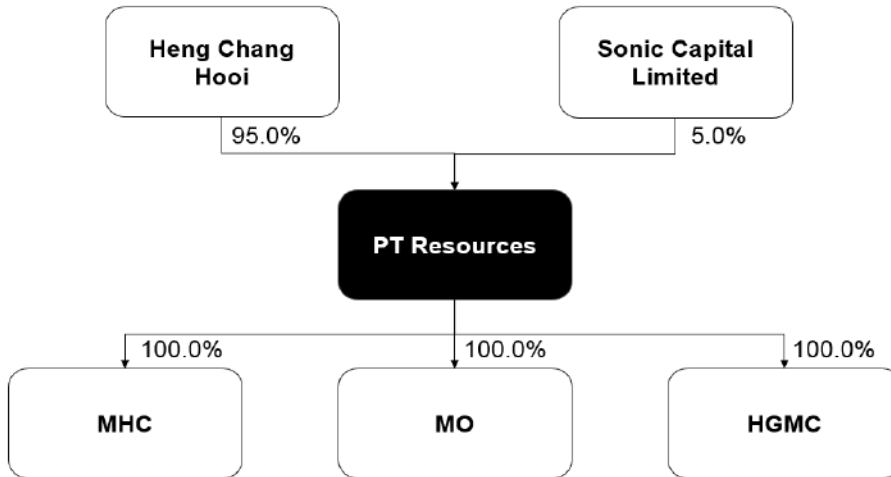 Heng Chang
Hooi
Sonic Capital
Limited
95.0%
5.0%
PT Resources
100.0%
100.0%
100.0%
MHC
MO
HGMC